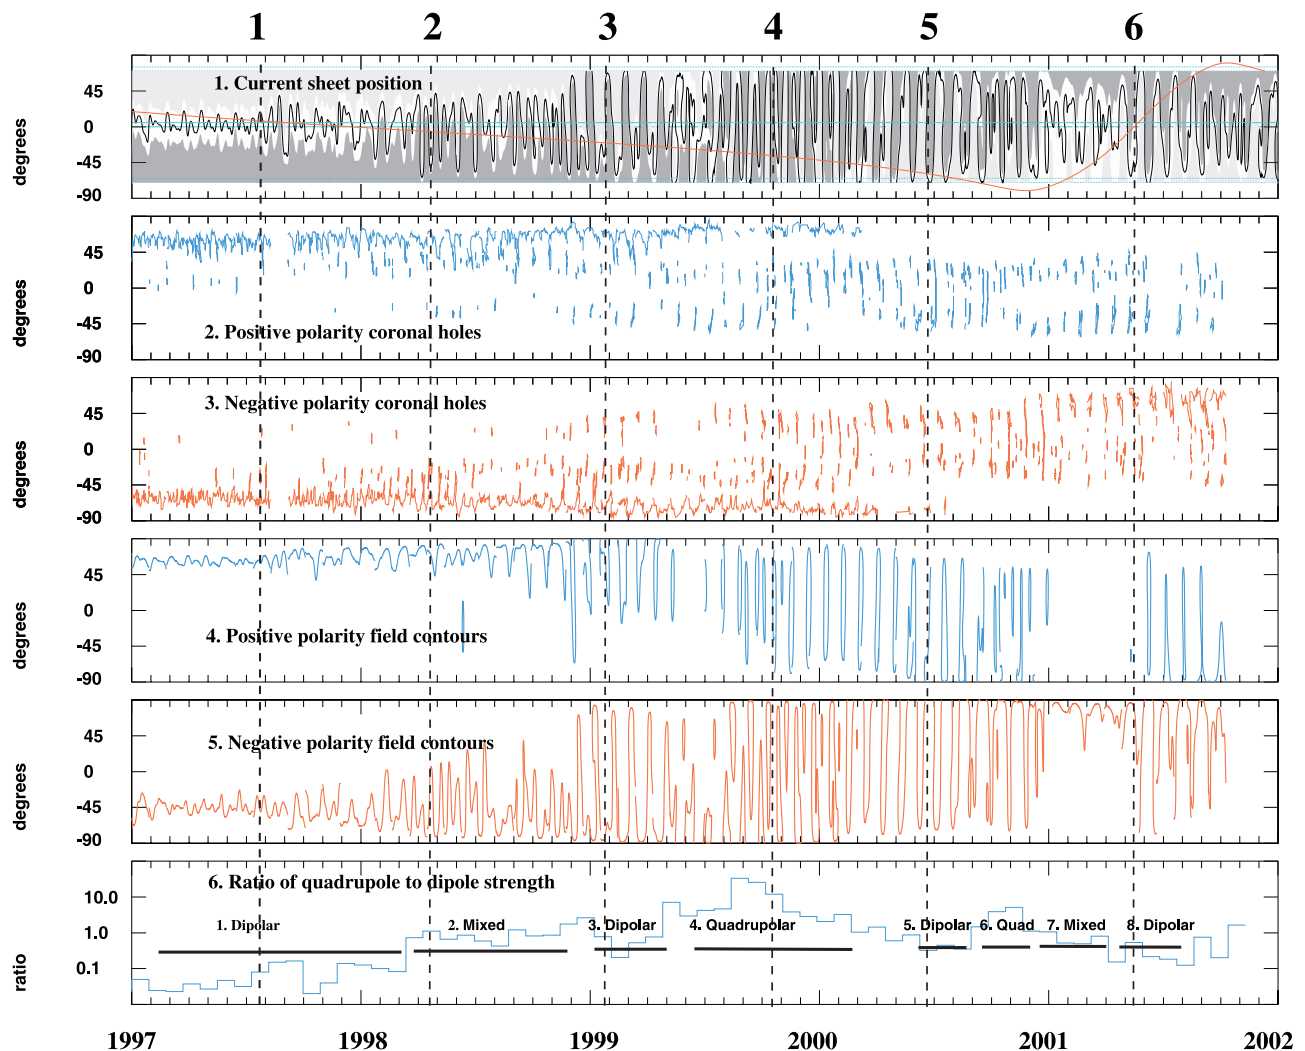 1 2 3 4 5 6
1. Current sheet position
45
0
-45
-90
degrees
45
0
-45
-90
degrees
2. Positive polarity coronal holes
3. Negative polarity coronal holes
45
0
-45
-90
degrees
45
0
-45
-90
degrees
4. Positive polarity field contours
5. Negative polarity field contours
45
0
-45
-90
degrees
6. Ratio of quadrupole to dipole strength
10.0
1.0
0.1
ratio
1. Dipolar 2. Mixed 3. Dipolar 4. Quadrupolar 5. Dipolar 6. Quad 7. Mixed 8. Dipolar
1997 1998 1999 2000 2001 2002